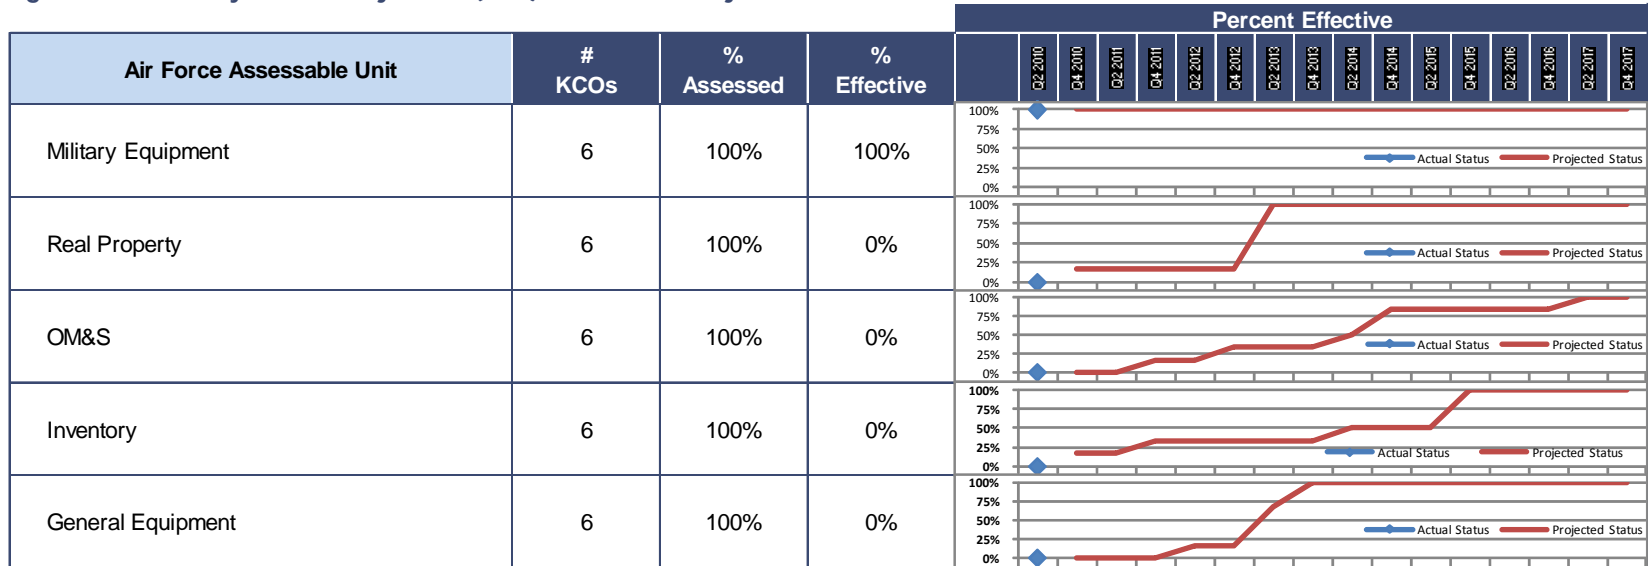 Percent Effective
Air Force Assessable Unit
# KCOs
% Assessed
% Effective
Q2 2010 Q4 2010 Q2 2011 Q4 2011 Q2 2012 Q4 2012 Q2 2013 Q4 2013 Q2 2014 Q4 2014 Q2 2015 Q4 2015 Q2 2016 Q4 2016 Q2 2017 Q4 2017
Military Equipment 6 100% 100%
100%
75%
50%
Actual Status Projected Status
25%
0%
Real Property 6 100% 0%
100%
75%
50%
Actual Status Projected Status
25%
0%
OM&S 6 100% 0%
100%
75%
50%
Actual Status Projected Status
25%
0%
Inventory 6 100% 0%
100%
75%
50%
25%
Actual Status Projected Status
0%
General Equipment 6 100% 0%
100%
75%
50%
Actual Status Projected Status
25%
0%